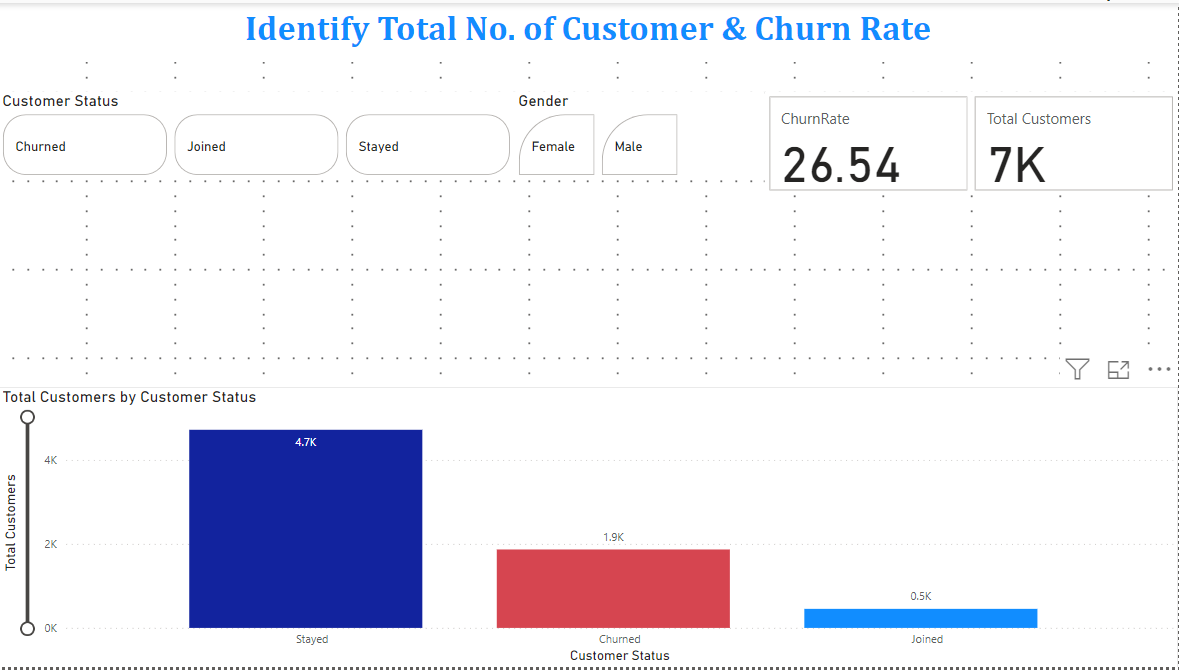 Identify Total No. of Customer & Churn Rate
Customer Status
Churned
Joined
Stayed
Gender
Female
Male
ChurnRate
26.54
Total Customers
7K
Total Customers by Customer Status
Total Customers
4K
2K
0K
4.7K
1.9K
0.5K
Stayed
Churned
Joined
Customer Status